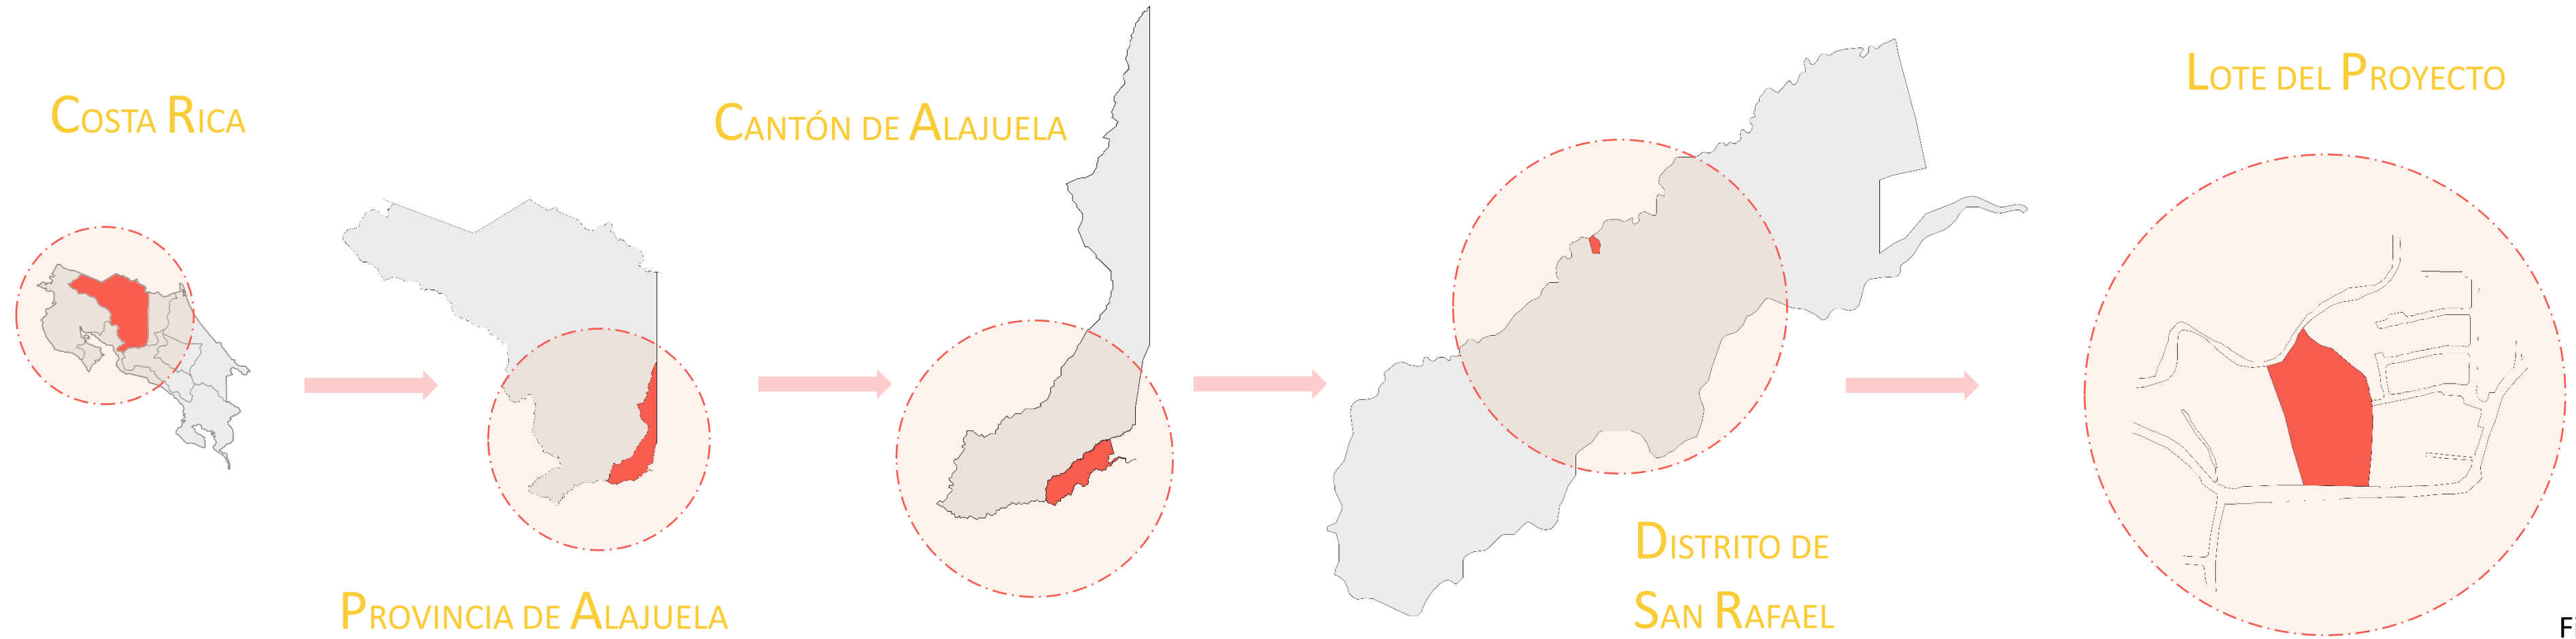 COSTA RICA
PROVINCIA DE ALAJUELA
CANTÓN DE ALAJUELA
DISTRITO DE
SAN RAFAEL
LOTE DEL PROYECTO
F